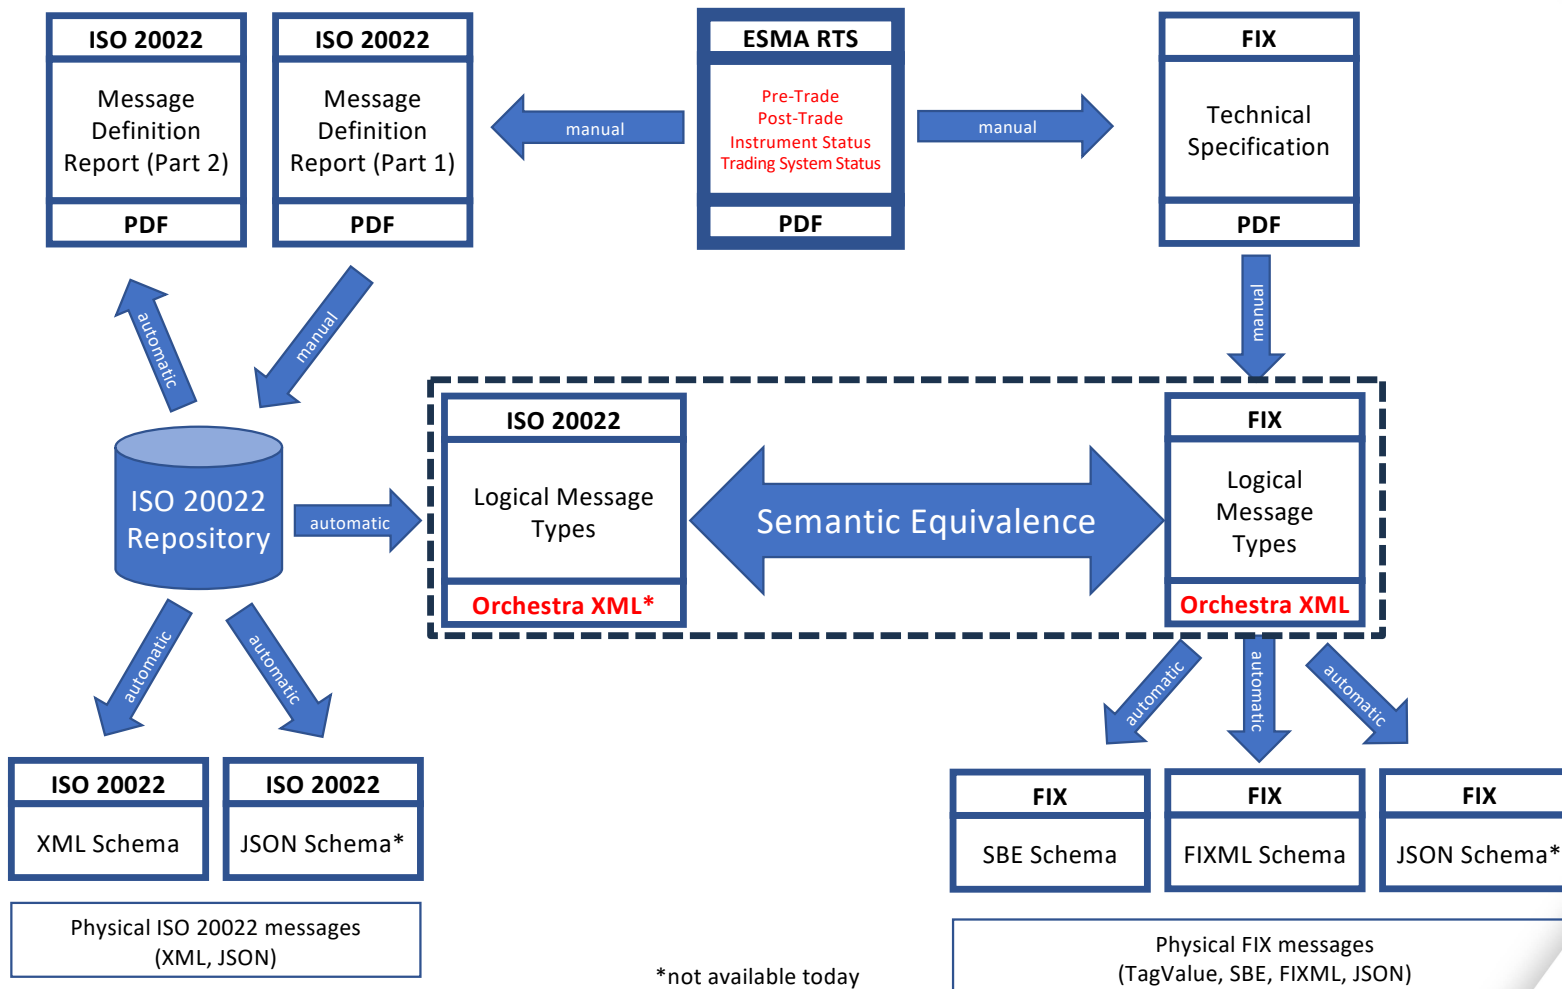 ISO 20022
Message
Definition
Report (Part 2)
PDF
ISO 20022
Message
Definition
Report (Part 1)
PDF
manual
ESMA RTS
Pre-Trade
Post-Trade
Instrument Status
Trading System Status
PDF
manual
FIX
Technical
Specification
PDF
automatic
manual
manual
ISO 20022
Repository
automatic
ISO 20022
Logical Message
Types
Orchestra XML*
Semantic Equivalence
FIX
Logical
Message
Types
Orchestra XML
automatic
automatic
automatic
automatic
automatic
ISO 20022
XML Schema
ISO 20022
JSON Schema*
FIX
SBE Schema
FIX
FIXML Schema
FIX
JSON Schema*
Physical ISO 20022 messages
(XML, JSON)
*not available today
Physical FIX messages
(TagValue, SBE, FIXML, JSON)